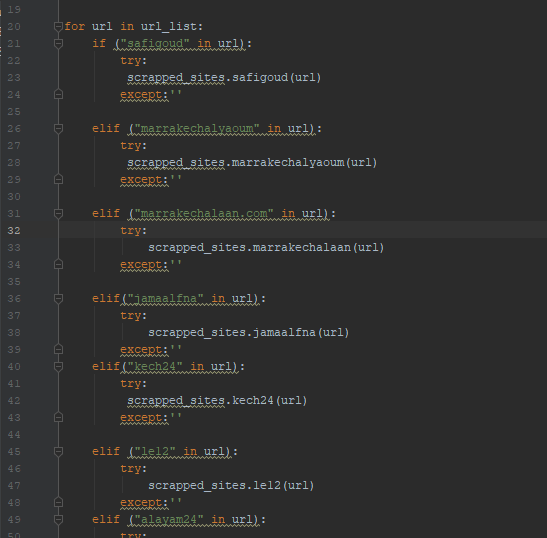 19
20 for url in url_list:
21     if ("safigoud" in url):
22         try:
23          scrapped_sites.safigoud(url)
24         except:''
25
26     elif ("marrakechalyaoum" in url):
27         try:
28          scrapped_sites.marrakechalyaoum(url)
29         except:''
30
31     elif ("marrakechalaan.com" in url):
32         try:
33             scrapped_sites.marrakechalaan(url)
34         except:''
35
36     elif("jamaalfna" in url):
37         try:
38             scrapped_sites.jamaalfna(url)
39         except:''
40     elif("kech24" in url):
41         try:
42          scrapped_sites.kech24(url)
43         except:''
44
45     elif ("le12" in url):
46         try:
47             scrapped_sites.le12(url)
48         except:''
49     elif ("alayam24" in url):
50         try: